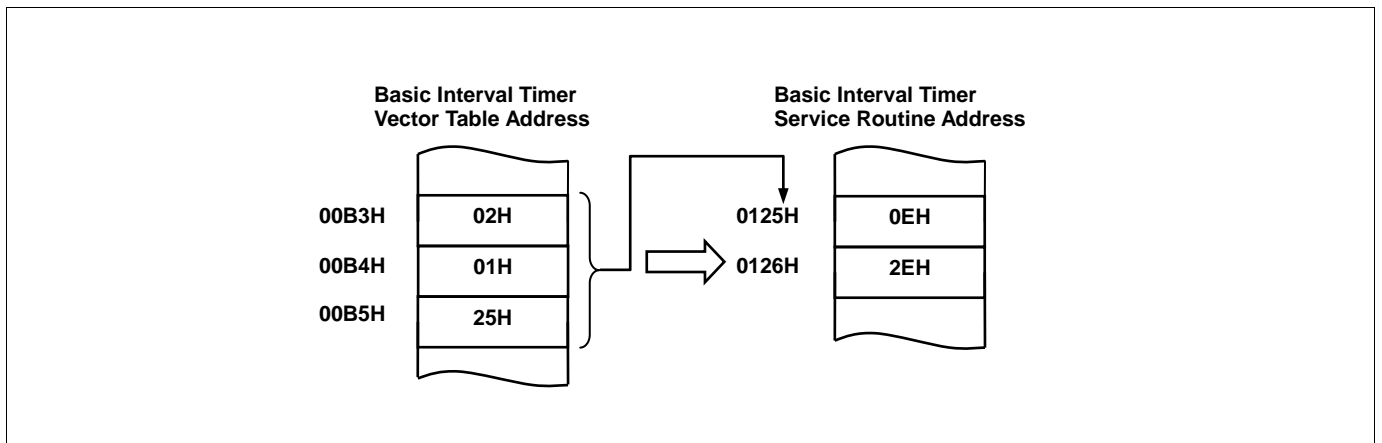 Basic Interval Timer
Vector Table Address
00B3H 02H
00B4H 01H
00B5H 25H
Basic Interval Timer
Service Routine Address
0125H 0EH
0126H 2EH